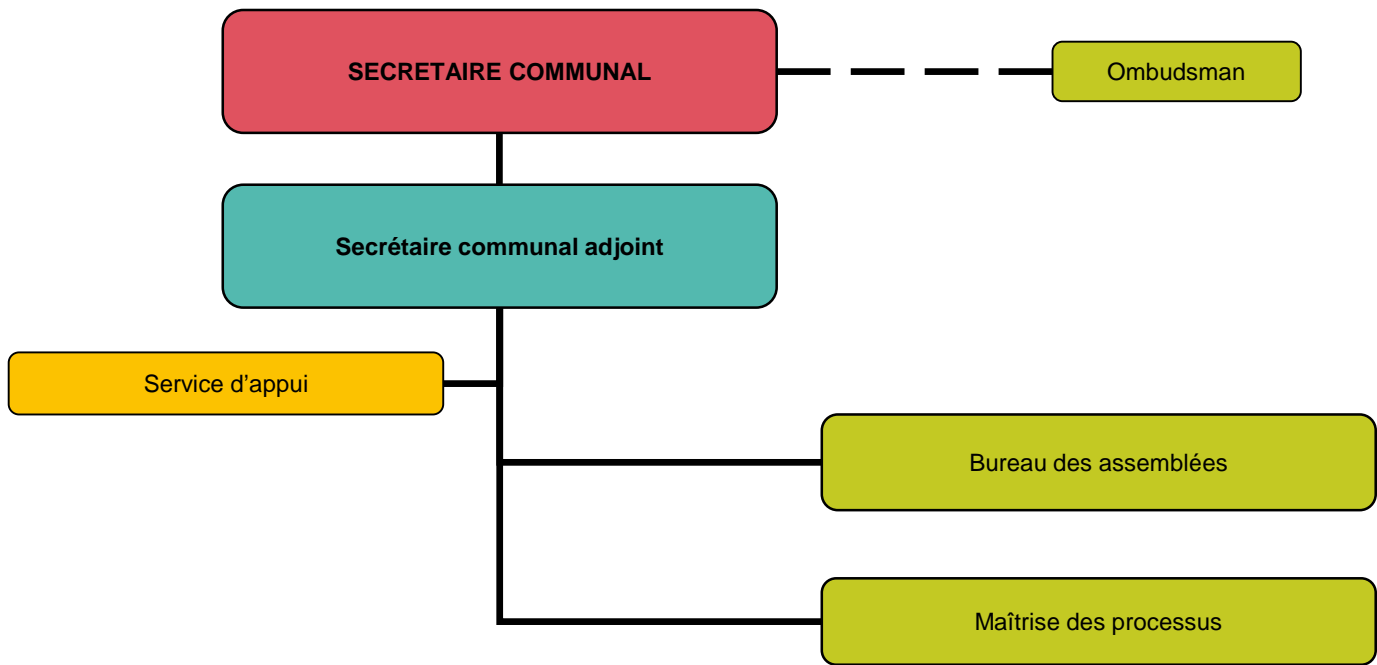 SECRETAIRE COMMUNAL
Ombudsman
Secrétaire communal adjoint
Service d’appui
Bureau des assemblées
Maîtrise des processus